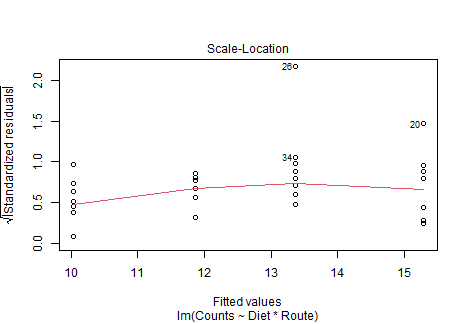 Scale-Location
√|Standardized residuals|
2.0
1.5
1.0
0.5
0.0
26
20
34
10 11 12 13 14 15
Fitted values
lm(Counts ~ Diet * Route)